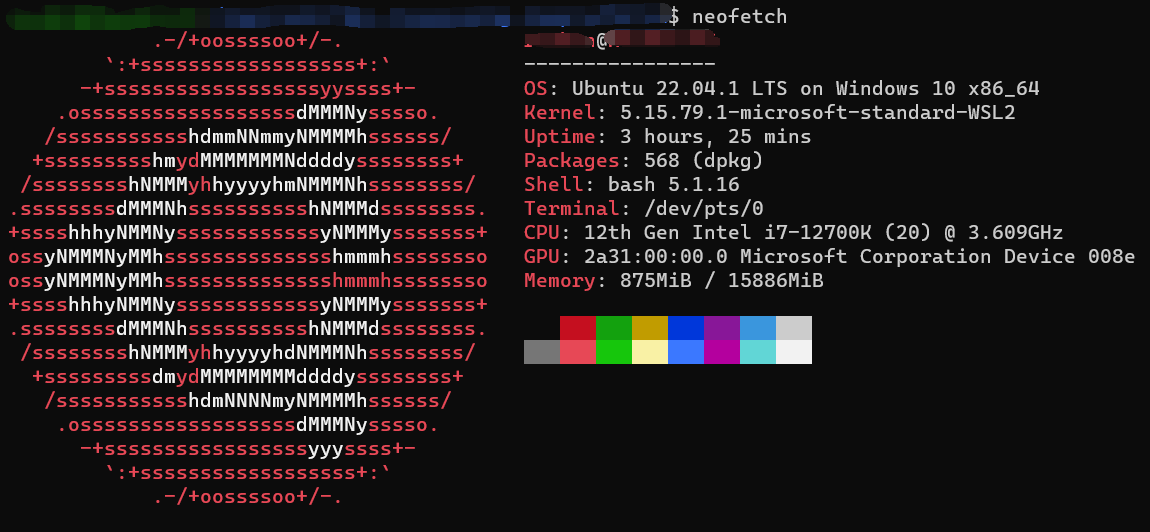 $ neofetch
.-/+oossssoo+/-.
@
`:+ssssssssssssssssss+:`
----------------
-+ssssssssssssssssssyyssss+-
OS: Ubuntu 22.04.1 LTS on Windows 10 x86_64
.ossssssssssssssssssdMMMNysssso.
Kernel: 5.15.79.1-microsoft-standard-WSL2
/ssssssssssshdmmNNmmyNMMMMhssssss/
Uptime: 3 hours, 25 mins
+ssssssssshmydMMMMMMMNddddyssssssss+
Packages: 568 (dpkg)
/sssssssshNMMMyhhyyyyhmNMMMNhssssssss/
Shell: bash 5.1.16
.ssssssssdMMMNhsssssssssshNMMMdssssssss.
Terminal: /dev/pts/0
+sssshhhyNMMNyssssssssssssyNMMMysssssss+
CPU: 12th Gen Intel i7-12700K (20) @ 3.609GHz
ossyNMMMNyMMhsssssssssssssshmmmhssssssso
GPU: 2a31:00:00.0 Microsoft Corporation Device 008e
ossyNMMMNyMMhsssssssssssssshmmmhssssssso
Memory: 875MiB / 15886MiB
+sssshhhyNMMNyssssssssssssyNMMMysssssss+
.ssssssssdMMMNhsssssssssshNMMMdssssssss.
/sssssssshNMMMyhhyyyyhdNMMMNhssssssss/
+sssssssssdmydMMMMMMMMddddyssssssss+
/ssssssssssshdmNNNNmyNMMMMhssssss/
.ossssssssssssssssssdMMMNysssso.
-+sssssssssssssssssyyyssss+-
`:+ssssssssssssssssss+:`
.-/+oossssoo+/-.